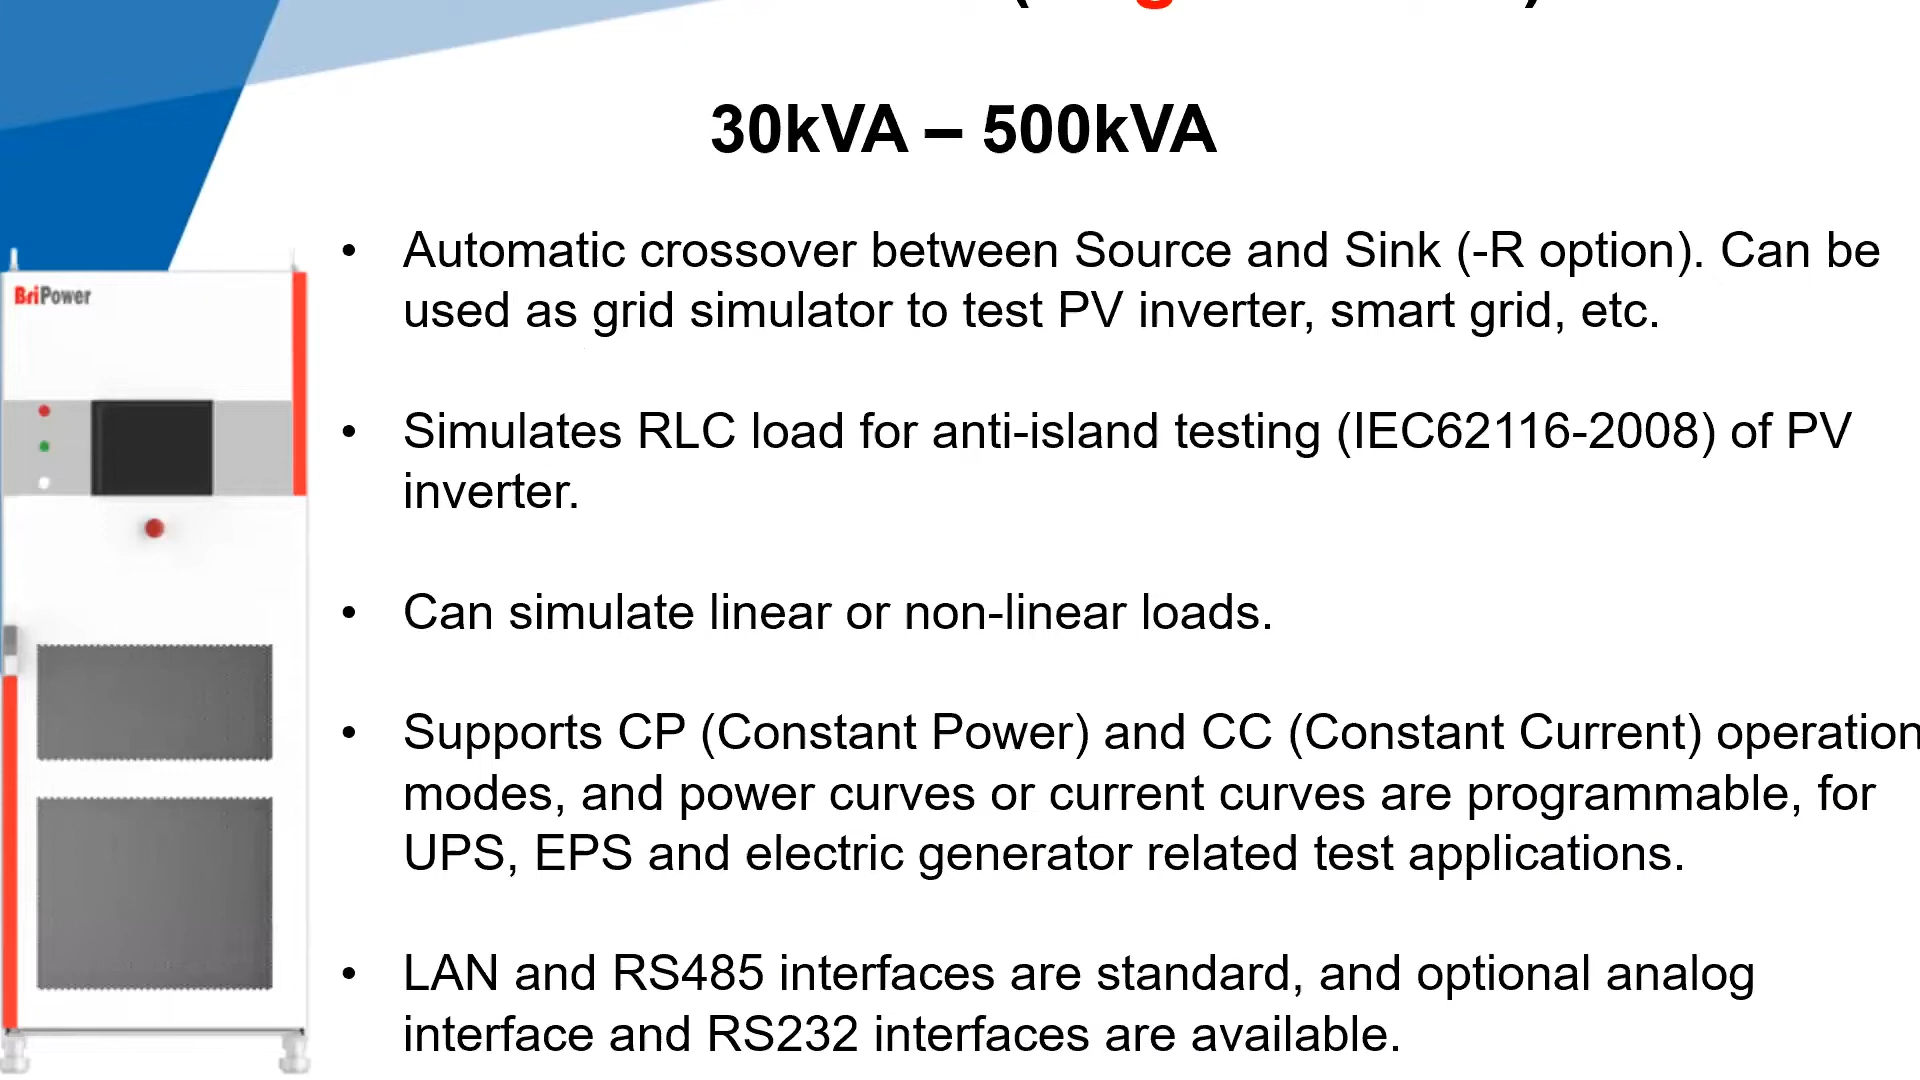 30kVA – 500kVA
BriPower
• Automatic crossover between Source and Sink (-R option). Can be
used as grid simulator to test PV inverter, smart grid, etc.
• Simulates RLC load for anti-island testing (IEC62116-2008) of PV
inverter.
• Can simulate linear or non-linear loads.
• Supports CP (Constant Power) and CC (Constant Current) operation
modes, and power curves or current curves are programmable, for
UPS, EPS and electric generator related test applications.
• LAN and RS485 interfaces are standard, and optional analog
interface and RS232 interfaces are available.